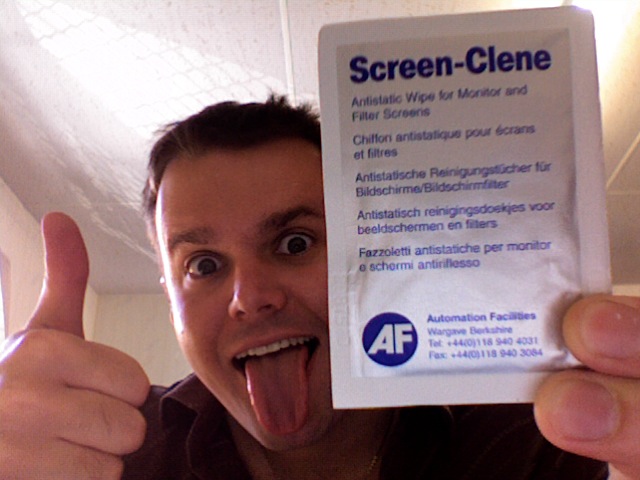 Screen-Clene
Antistatic Wipe for Monitor and
Filter Screens
Chiffon antistatique pour écrans
et filtres
Antistatische Reinigungstücher für
Bildschirme/Bildschirmfilter
Antistatisch reinigingsdoekjes voor
beeldschermen en filters
Fazzoletti antistatiche per monitor
e schermi antiriflesso
AF
Automation Facilities
Wargave Berkshire
Tel: +44(0)118 940 4031
Fax: +44(0)118 940 3084